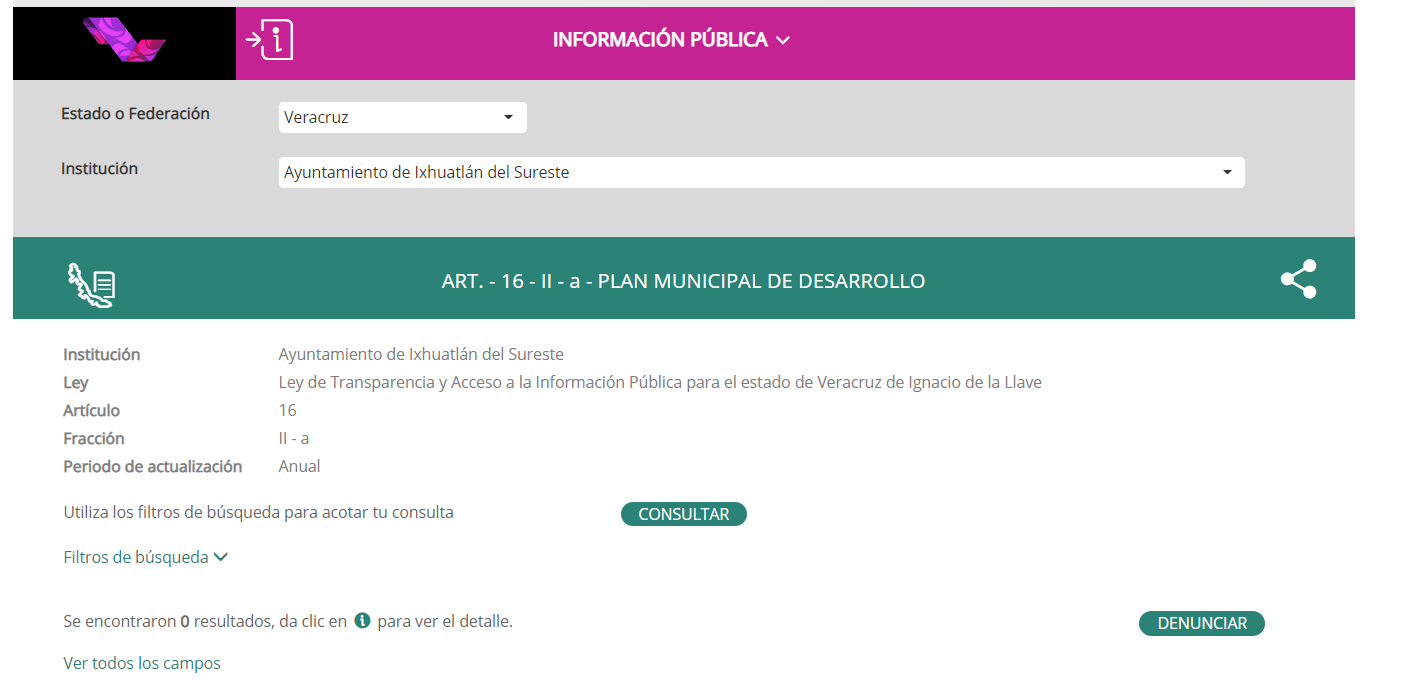 INFORMACIÓN PÚBLICA
Estado o Federación Veracruz
Institución Ayuntamiento de Ixhuatlán del Sureste
ART. - 16 - II - a - PLAN MUNICIPAL DE DESARROLLO
Institución Ayuntamiento de Ixhuatlán del Sureste
Ley Ley de Transparencia y Acceso a la Información Pública para el estado de Veracruz de Ignacio de la Llave
Artículo 16
Fracción II - a
Periodo de actualización Anual
Utiliza los filtros de búsqueda para acotar tu consulta CONSULTAR
Filtros de búsqueda
Se encontraron 0 resultados, da clic en i para ver el detalle. DENUNCIAR
Ver todos los campos